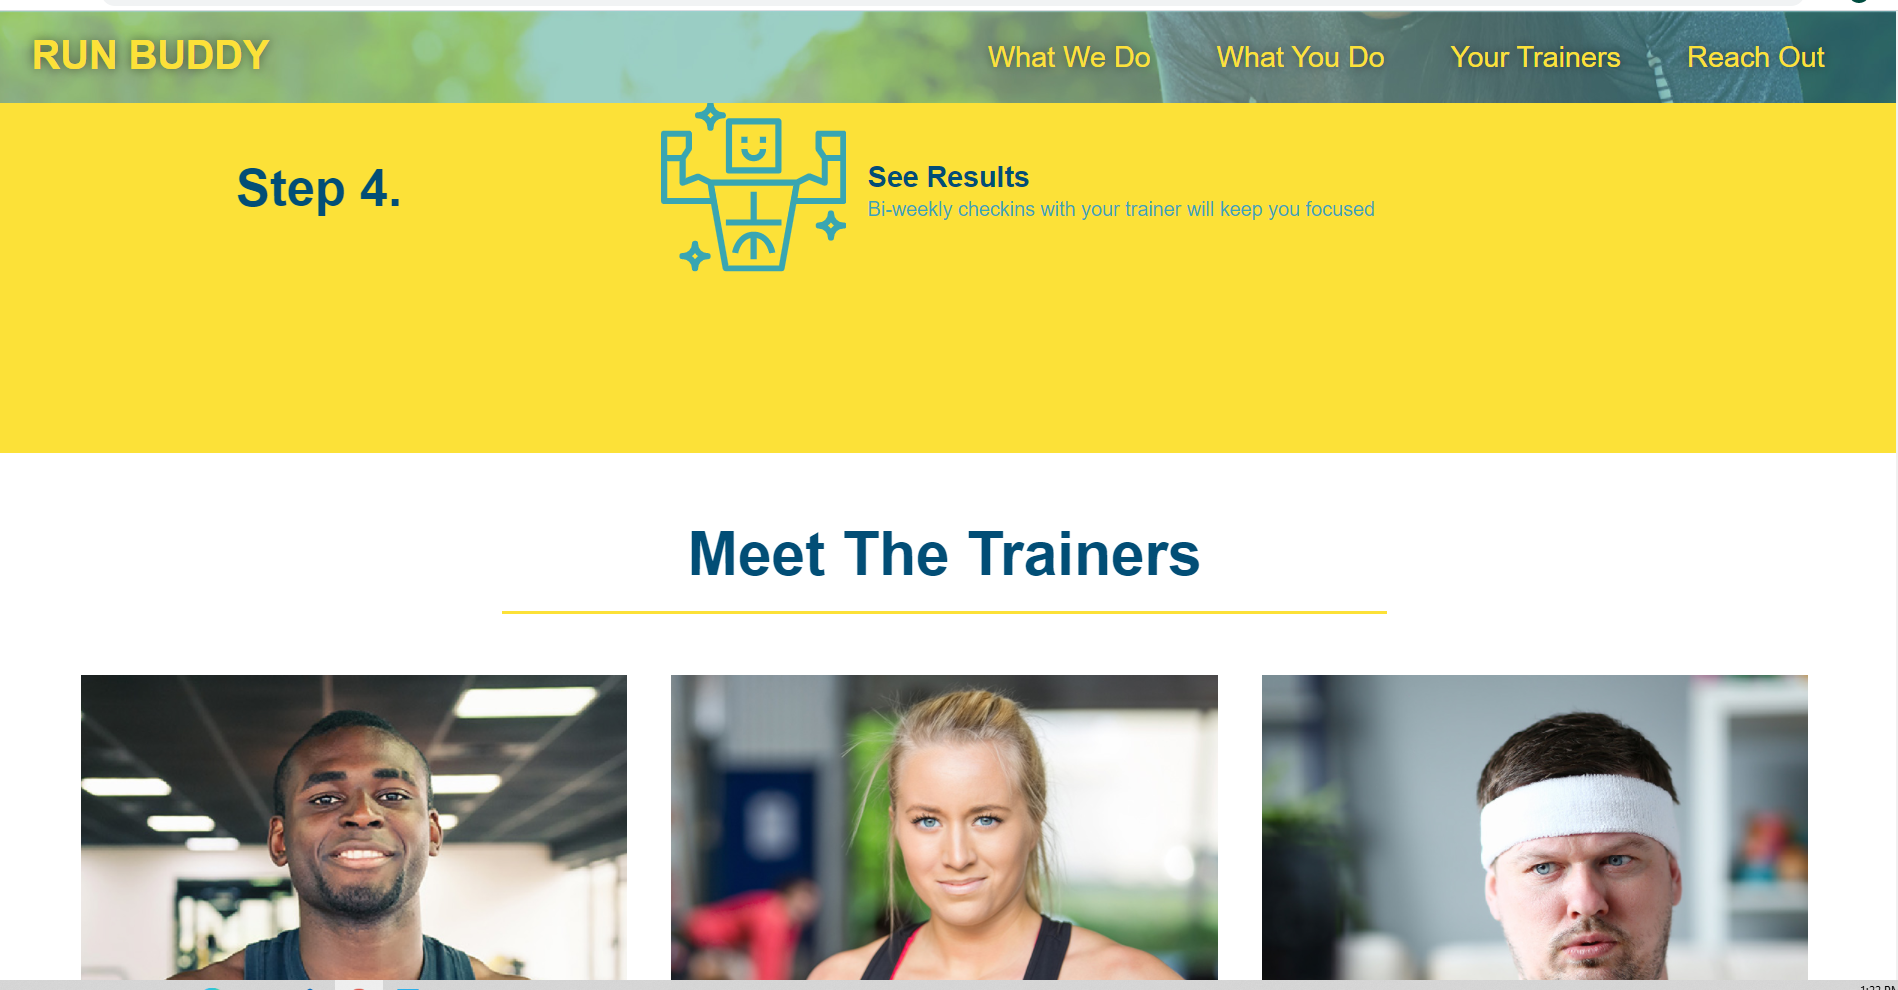 RUN BUDDY
What We Do
What You Do
Your Trainers
Reach Out
Step 4.
See Results
Bi-weekly checkins with your trainer will keep you focused
Meet The Trainers